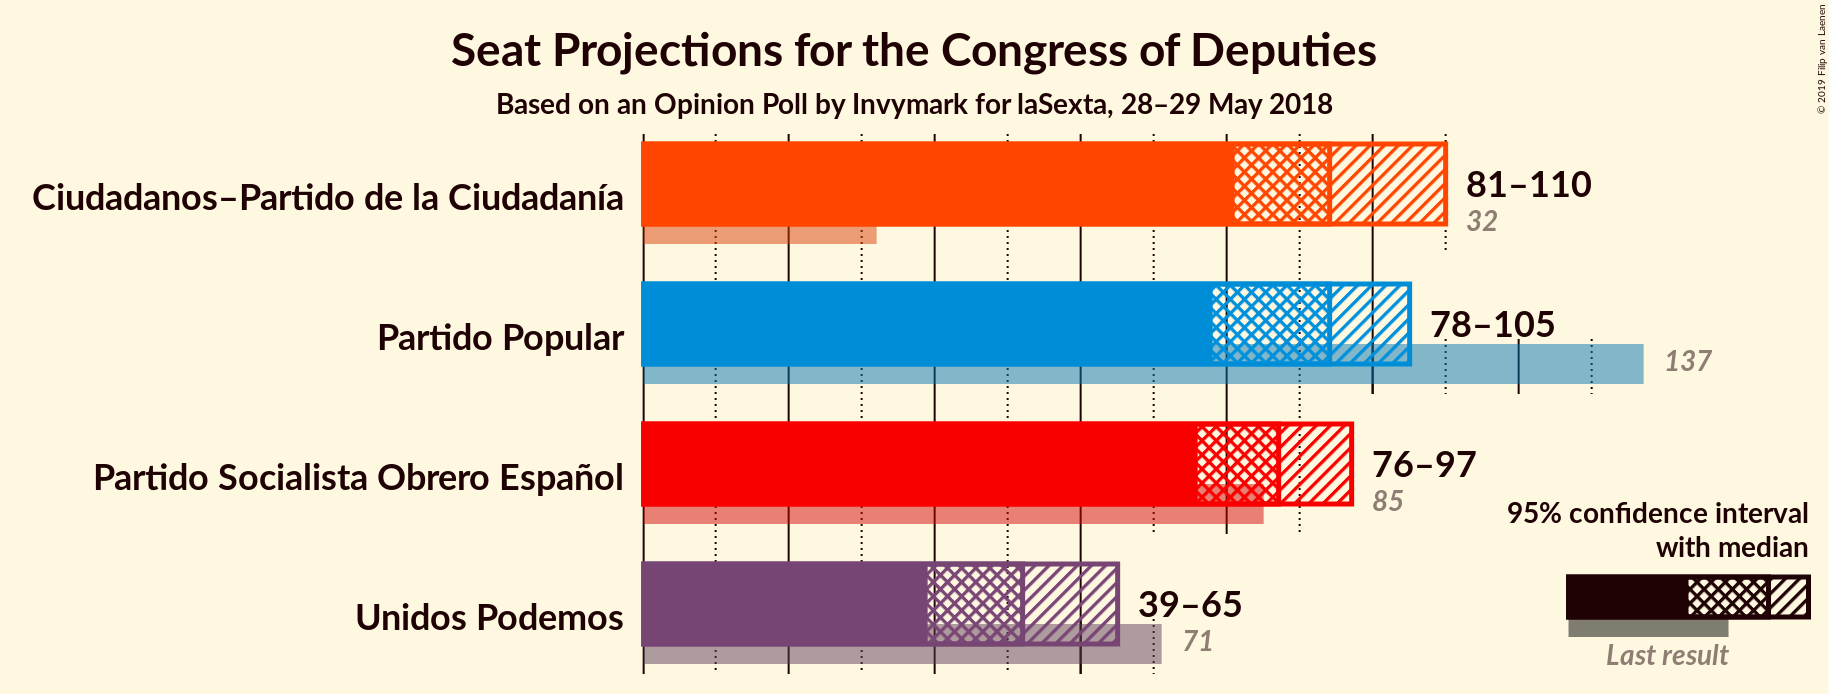 Seat Projections for the Congress of Deputies
Based on an Opinion Poll by Invymark for laSexta, 28–29 May 2018
© 2019 Filip van Laenen
Ciudadanos–Partido de la Ciudadanía
81–110
32
Partido Popular
78–105
137
Partido Socialista Obrero Español
76–97
85
Unidos Podemos
39–65
71
95% confidence interval
with median
Last result